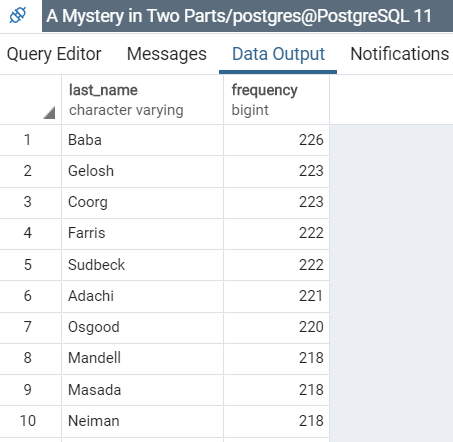 A Mystery in Two Parts/postgres@PostgreSQL 11
Query Editor Messages Data Output Notifications
last_name frequency
character varying bigint
1 Baba 226
2 Gelosh 223
3 Coorg 223
4 Farris 222
5 Sudbeck 222
6 Adachi 221
7 Osgood 220
8 Mandell 218
9 Masada 218
10 Neiman 218